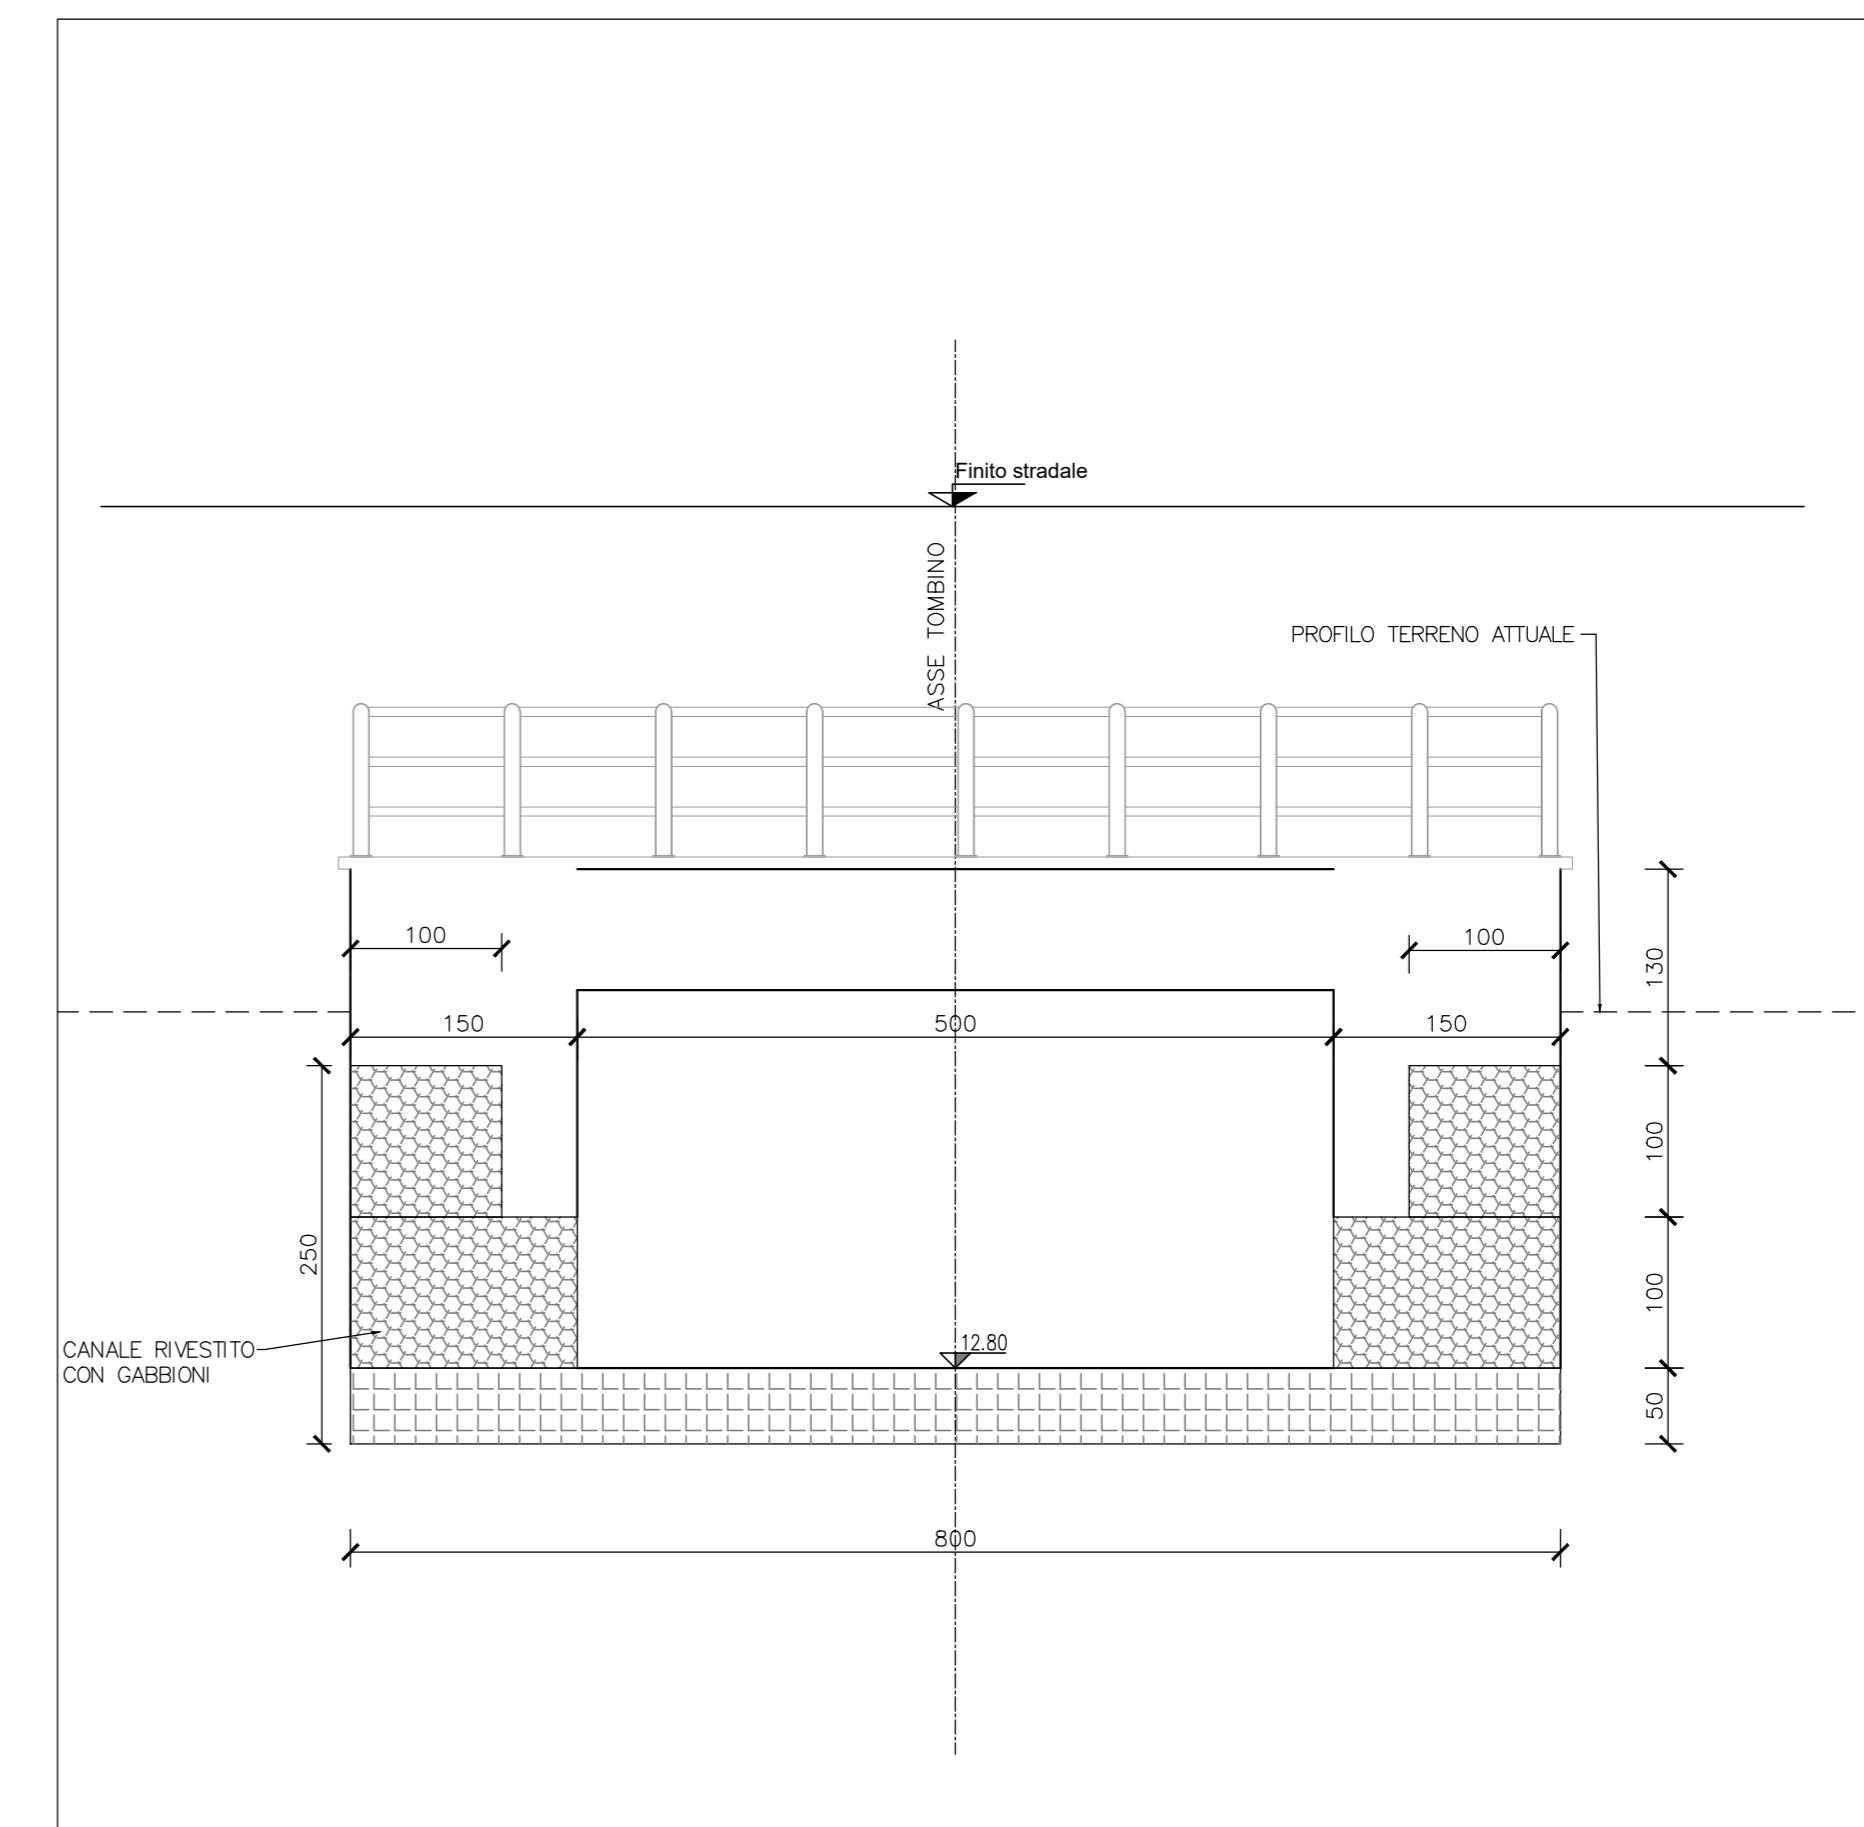 Finito stradale
ASSE TOMBINO
PROFILO TERRENO ATTUALE
100
100
130
150
500
150
100
250
100
12.80
CANALE RIVESTITO
CON GABBIONI
50
800